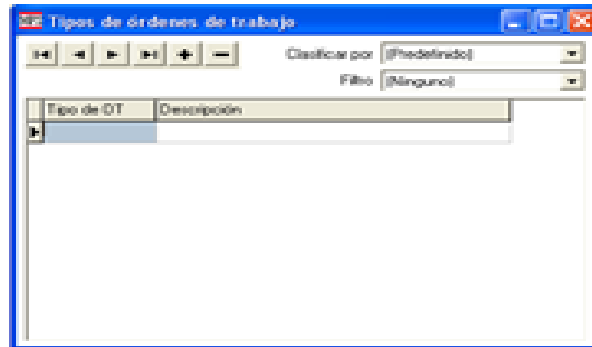 Tipos de órdenes de trabajo
Clasificar por (Predefinido)
Filtro (Ninguno)
Tipo de OT Descripción